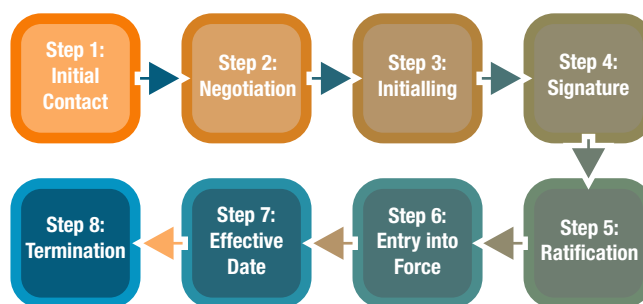 Step 1:
Initial
Contact
Step 2:
Negotiation
Step 3:
Initialling
Step 4:
Signature
Step 5:
Ratification
Step 6:
Entry into
Force
Step 7:
Effective
Date
Step 8:
Termination